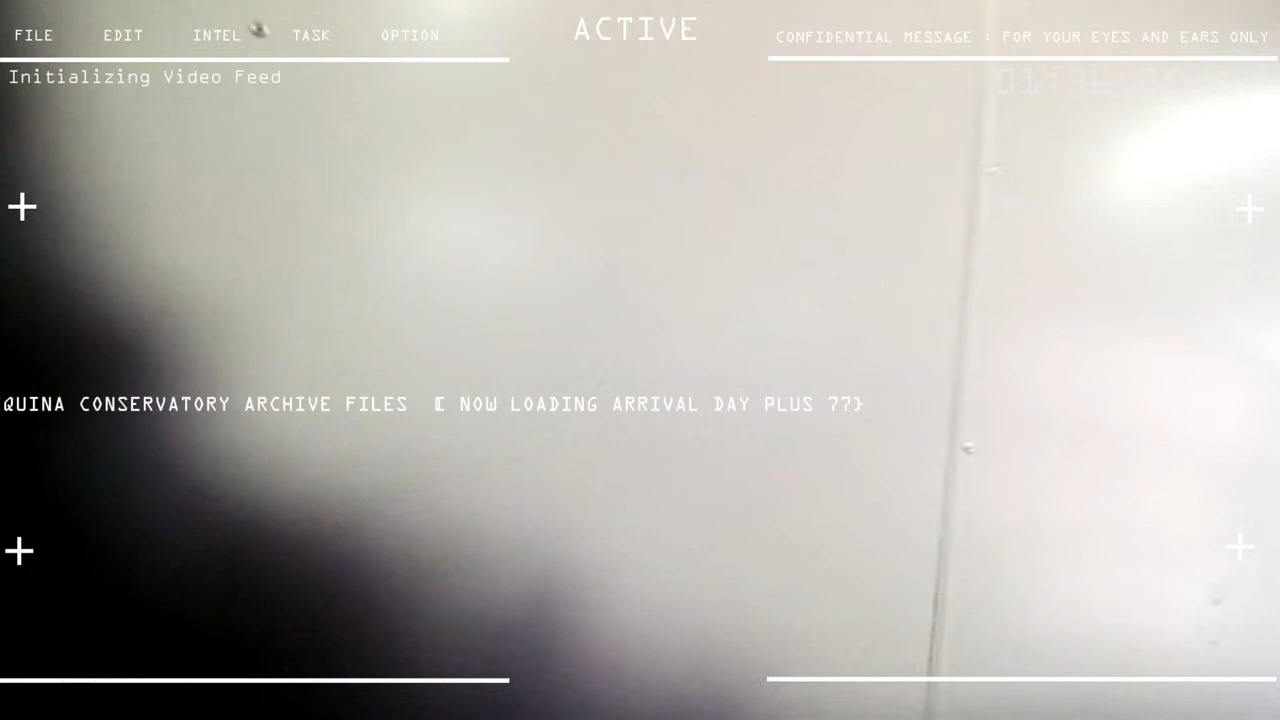 FILE EDIT INTEL TASK OPTION
ACTIVE
CONFIDENTIAL MESSAGE : FOR YOUR EYES AND EARS ONLY
Initializing Video Feed
QUINA CONSERVATORY ARCHIVE FILES [ NOW LOADING ARRIVAL DAY PLUS 77}